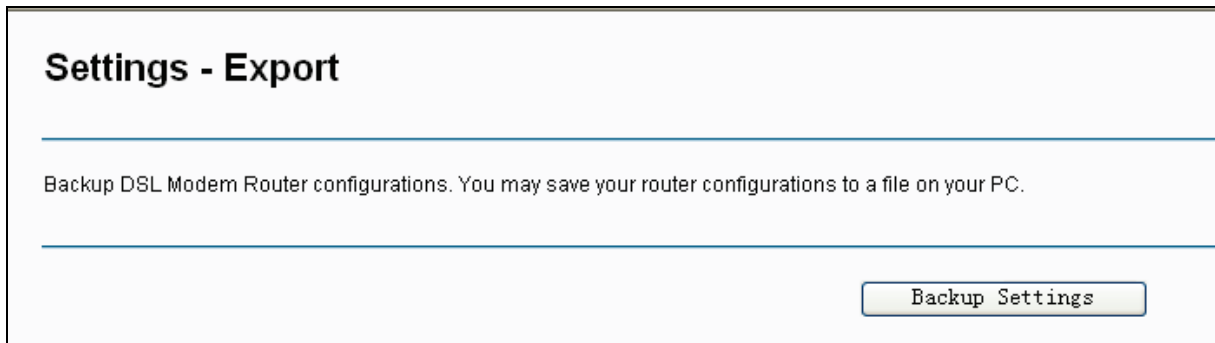 Settings - Export
Backup DSL Modem Router configurations. You may save your router configurations to a file on your PC.
Backup Settings